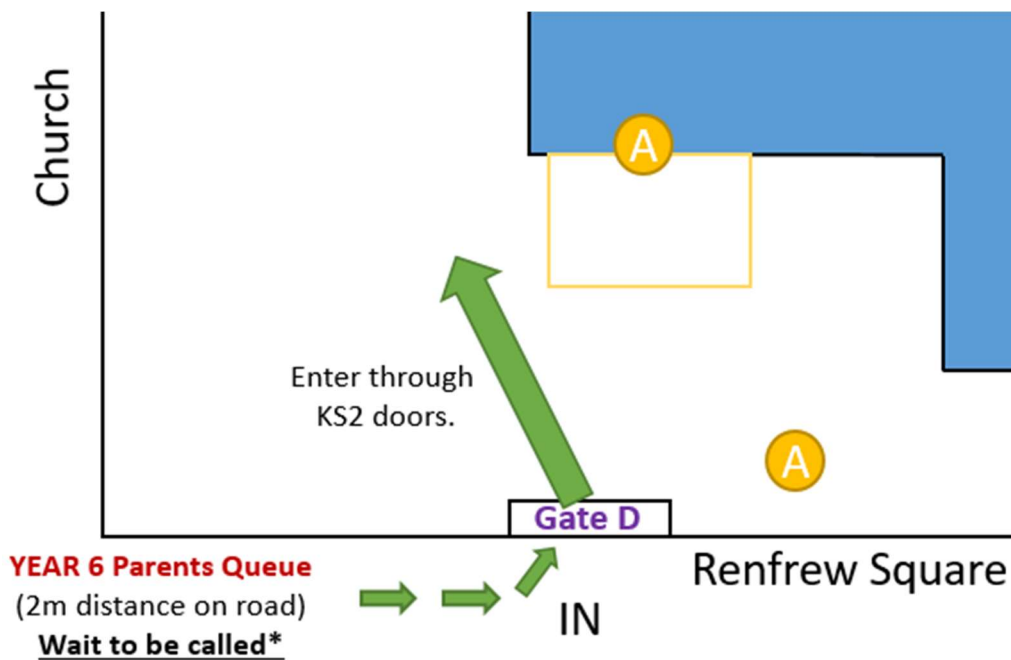 Church
A
Enter through
KS2 doors.
A
Gate D
YEAR 6 Parents Queue
(2m distance on road)
Wait to be called*
IN
Renfrew Square